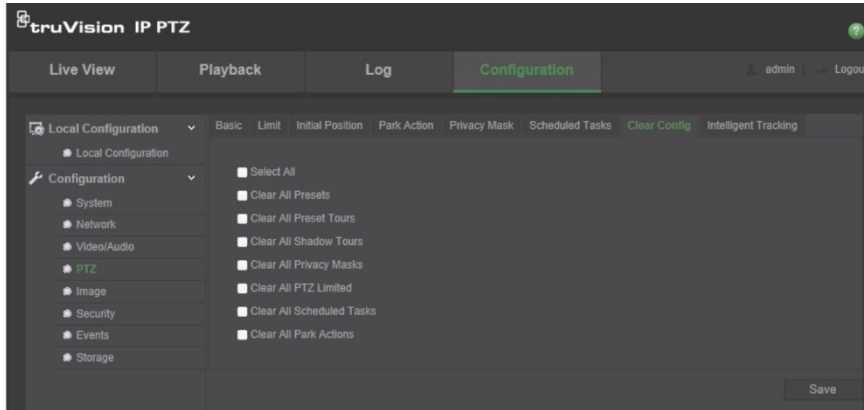 truVision IP PTZ
?
Live View Playback Log Configuration admin Logou
Local Configuration
Local Configuration
Configuration
System
Network
Video/Audio
PTZ
Image
Security
Events
Storage
Basic Limit Initial Position Park Action Privacy Mask Scheduled Tasks Clear Config Intelligent Tracking
Select All
Clear All Presets
Clear All Preset Tours
Clear All Shadow Tours
Clear All Privacy Masks
Clear All PTZ Limited
Clear All Scheduled Tasks
Clear All Park Actions
Save